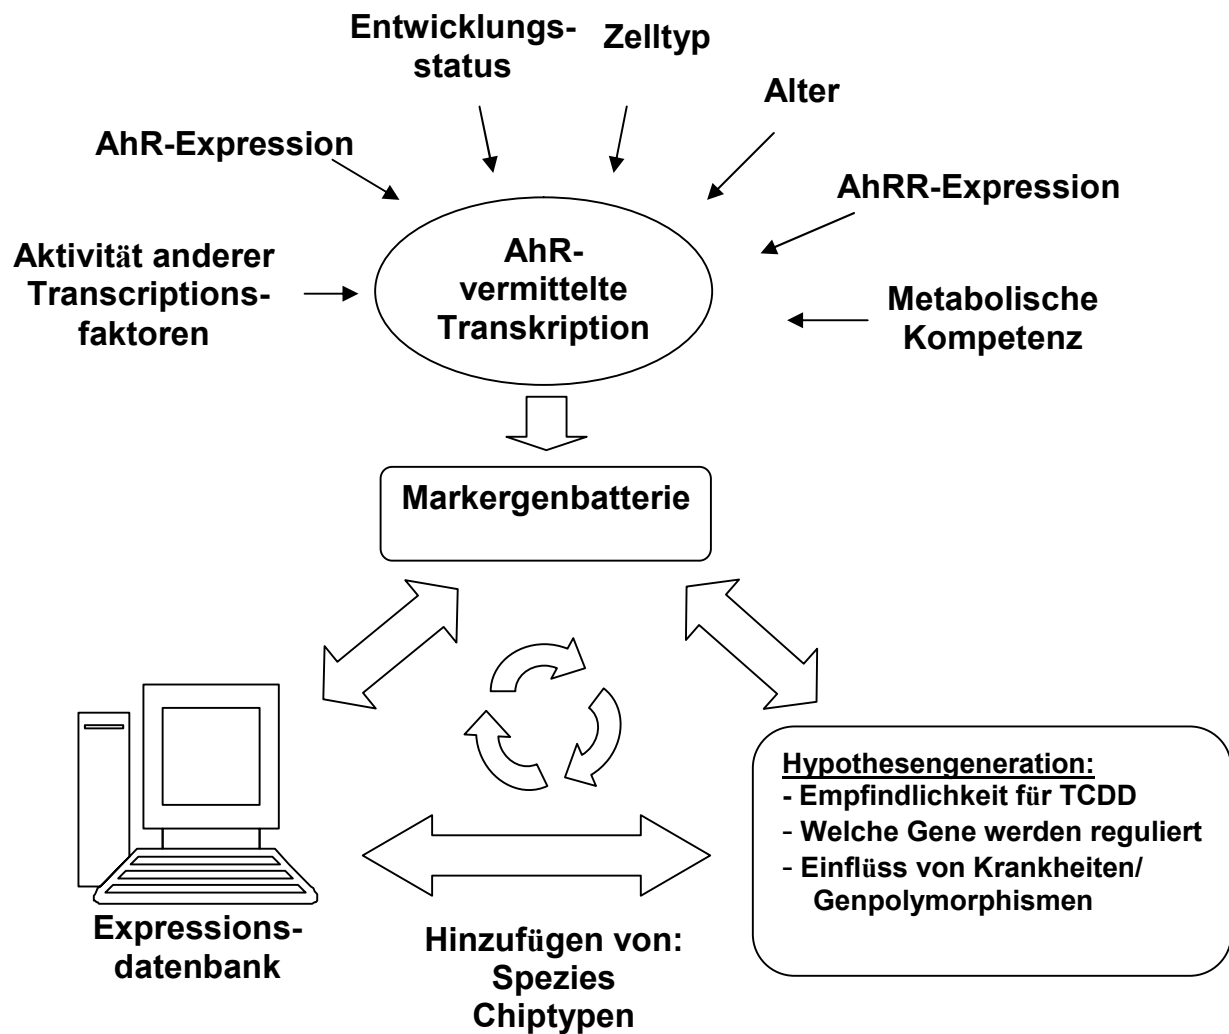 Entwicklungs-
status
Zelltyp
Alter
AhR-Expression
AhRR-Expression
Aktivität anderer
Transcriptions-
faktoren
AhR-
vermittelte
Transkription
Metabolische
Kompetenz
Markergenbatterie
Hypothesengeneration:
- Empfindlichkeit für TCDD
- Welche Gene werden reguliert
- Einflüss von Krankheiten/
Genpolymorphismen
Expressions-
datenbank
Hinzufügen von:
Spezies
Chiptypen